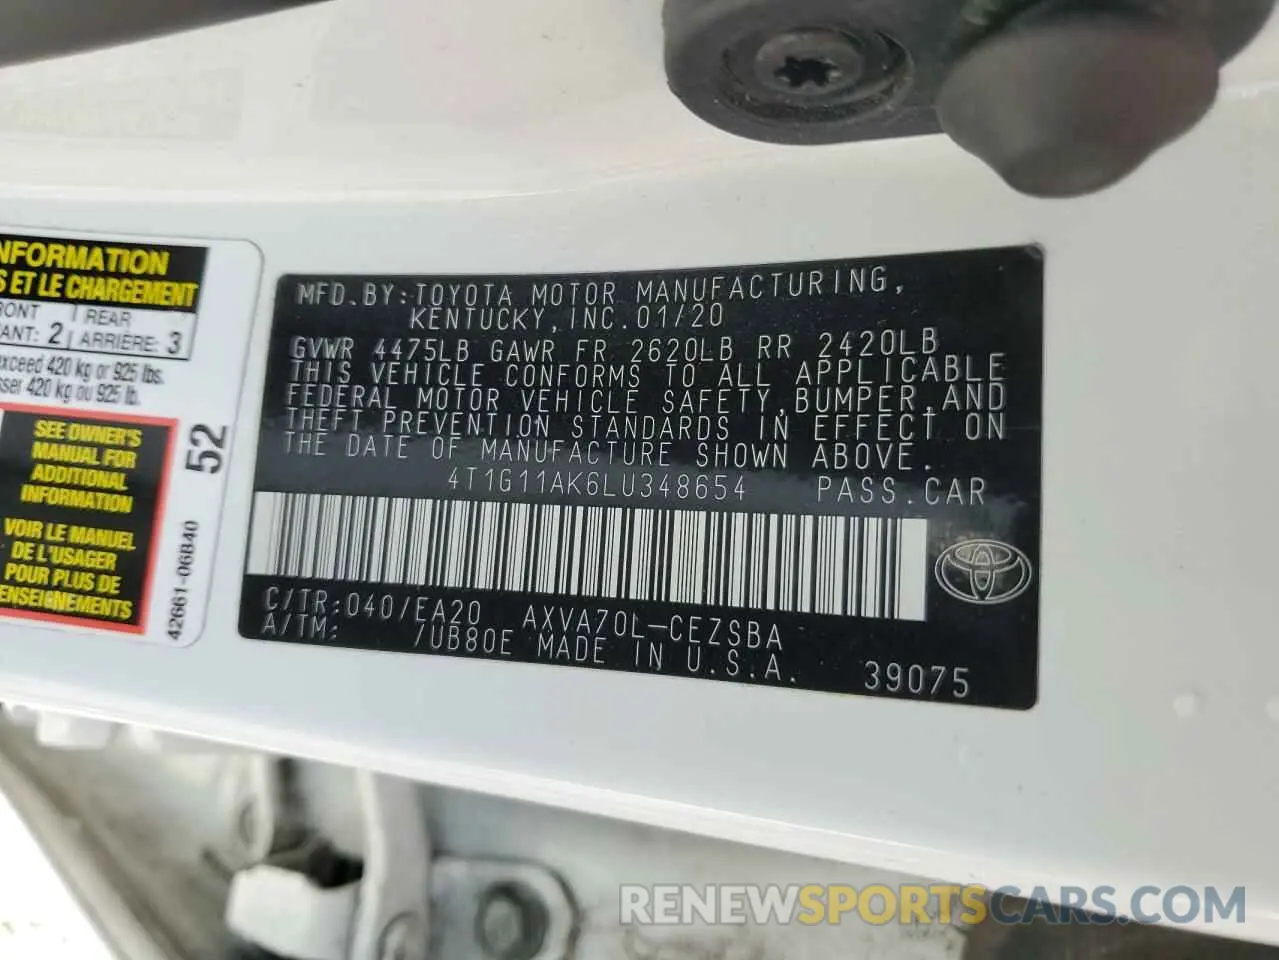 NFORMATION
S ET LE CHARGEMENT
RONT REAR
ANT: 2 ARRIÈRE: 3
exceed 420 kg or 925 lbs.
sser 420 kg ou 925 lb.
SEE OWNER'S
MANUAL FOR
ADDITIONAL
INFORMATION
VOIR LE MANUEL
DE L'USAGER
POUR PLUS DE
ENSEIGNEMENTS
52
42661-06B40
MFD.BY:TOYOTA MOTOR MANUFACTURING,
KENTUCKY,INC.01/20
GVWR 4475LB GAWR FR 2620LB RR 2420LB
THIS VEHICLE CONFORMS TO ALL APPLICABLE
FEDERAL MOTOR VEHICLE SAFETY,BUMPER,AND
THEFT PREVENTION STANDARDS IN EFFECT ON
THE DATE OF MANUFACTURE SHOWN ABOVE.
4T1G11AK6LU348654 PASS.CAR
C/TR:040/EA20 AXVA70L-CEZSBA
A/TM: /UB80E MADE IN U.S.A.
39075
RENEWSPORTSCARS.COM